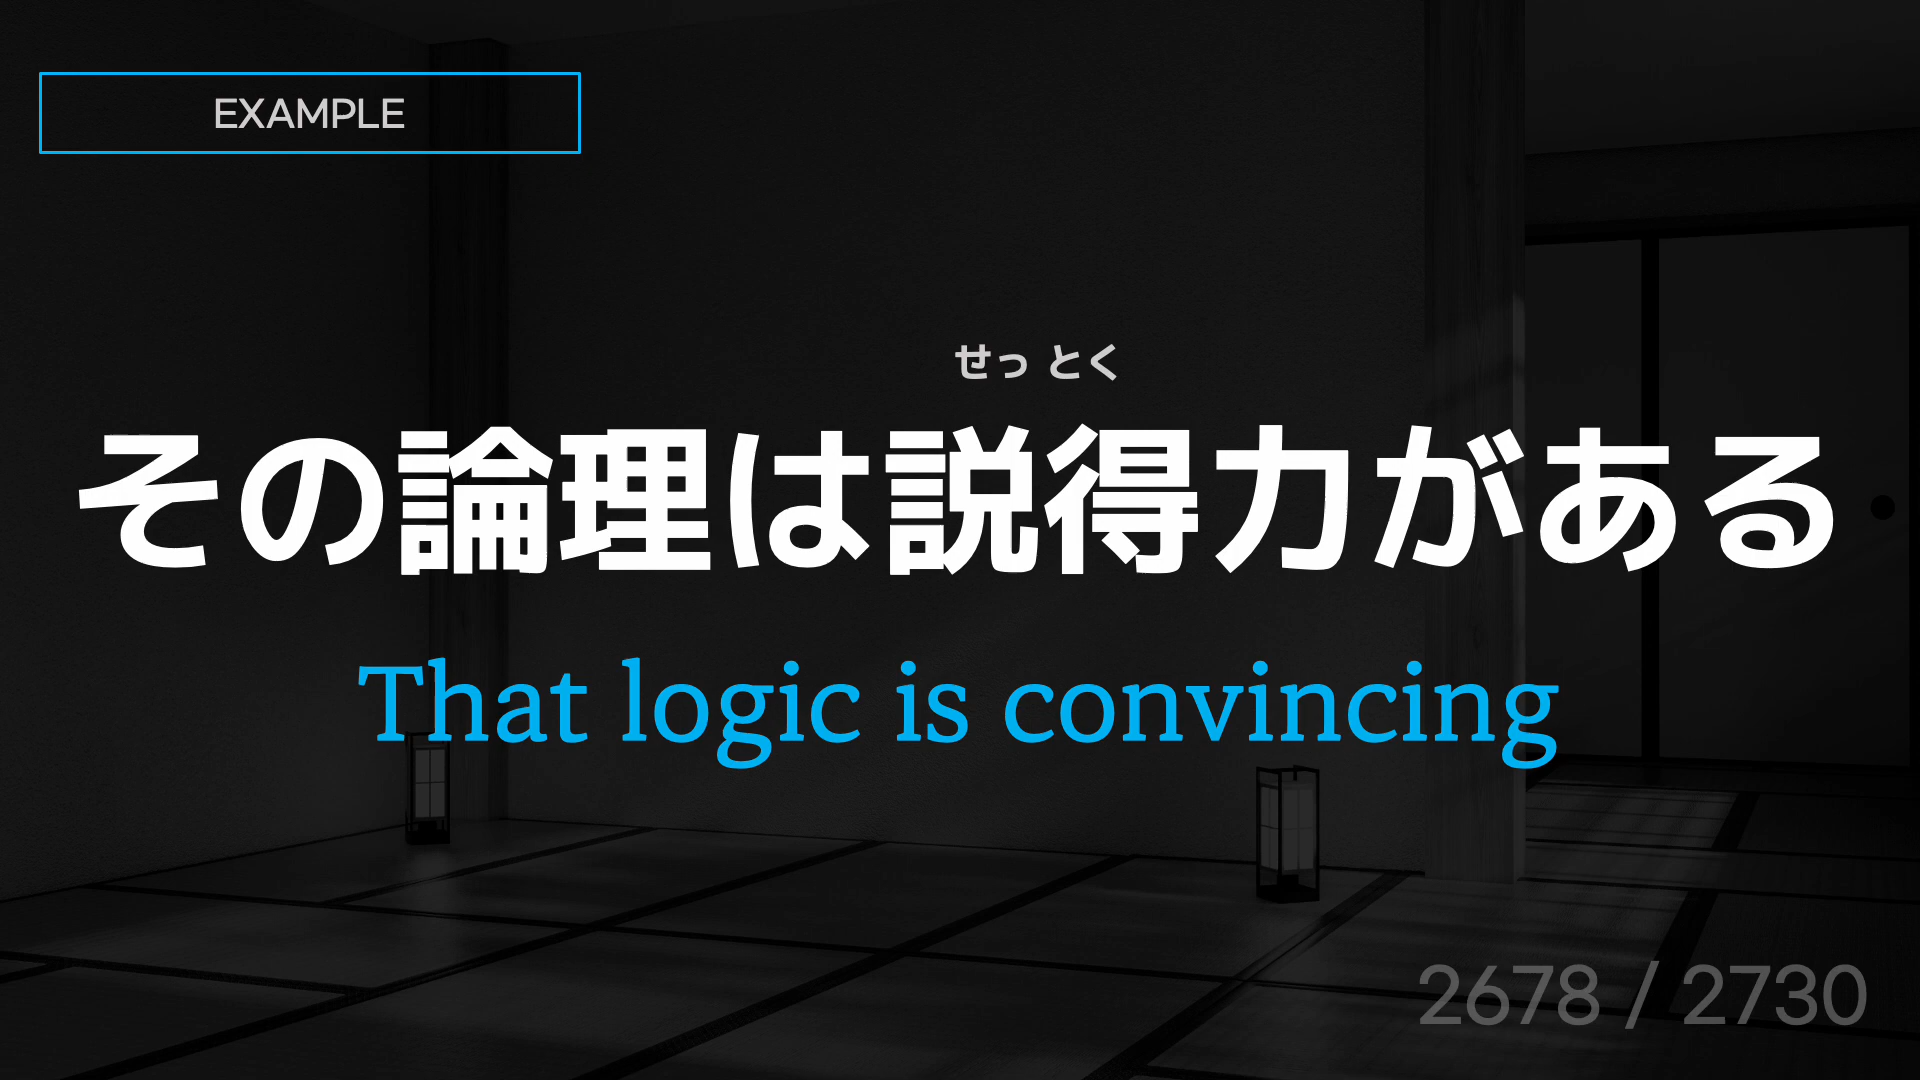 EXAMPLE
せっ とく
その論理は説得力がある
That logic is convincing
2678 / 2730